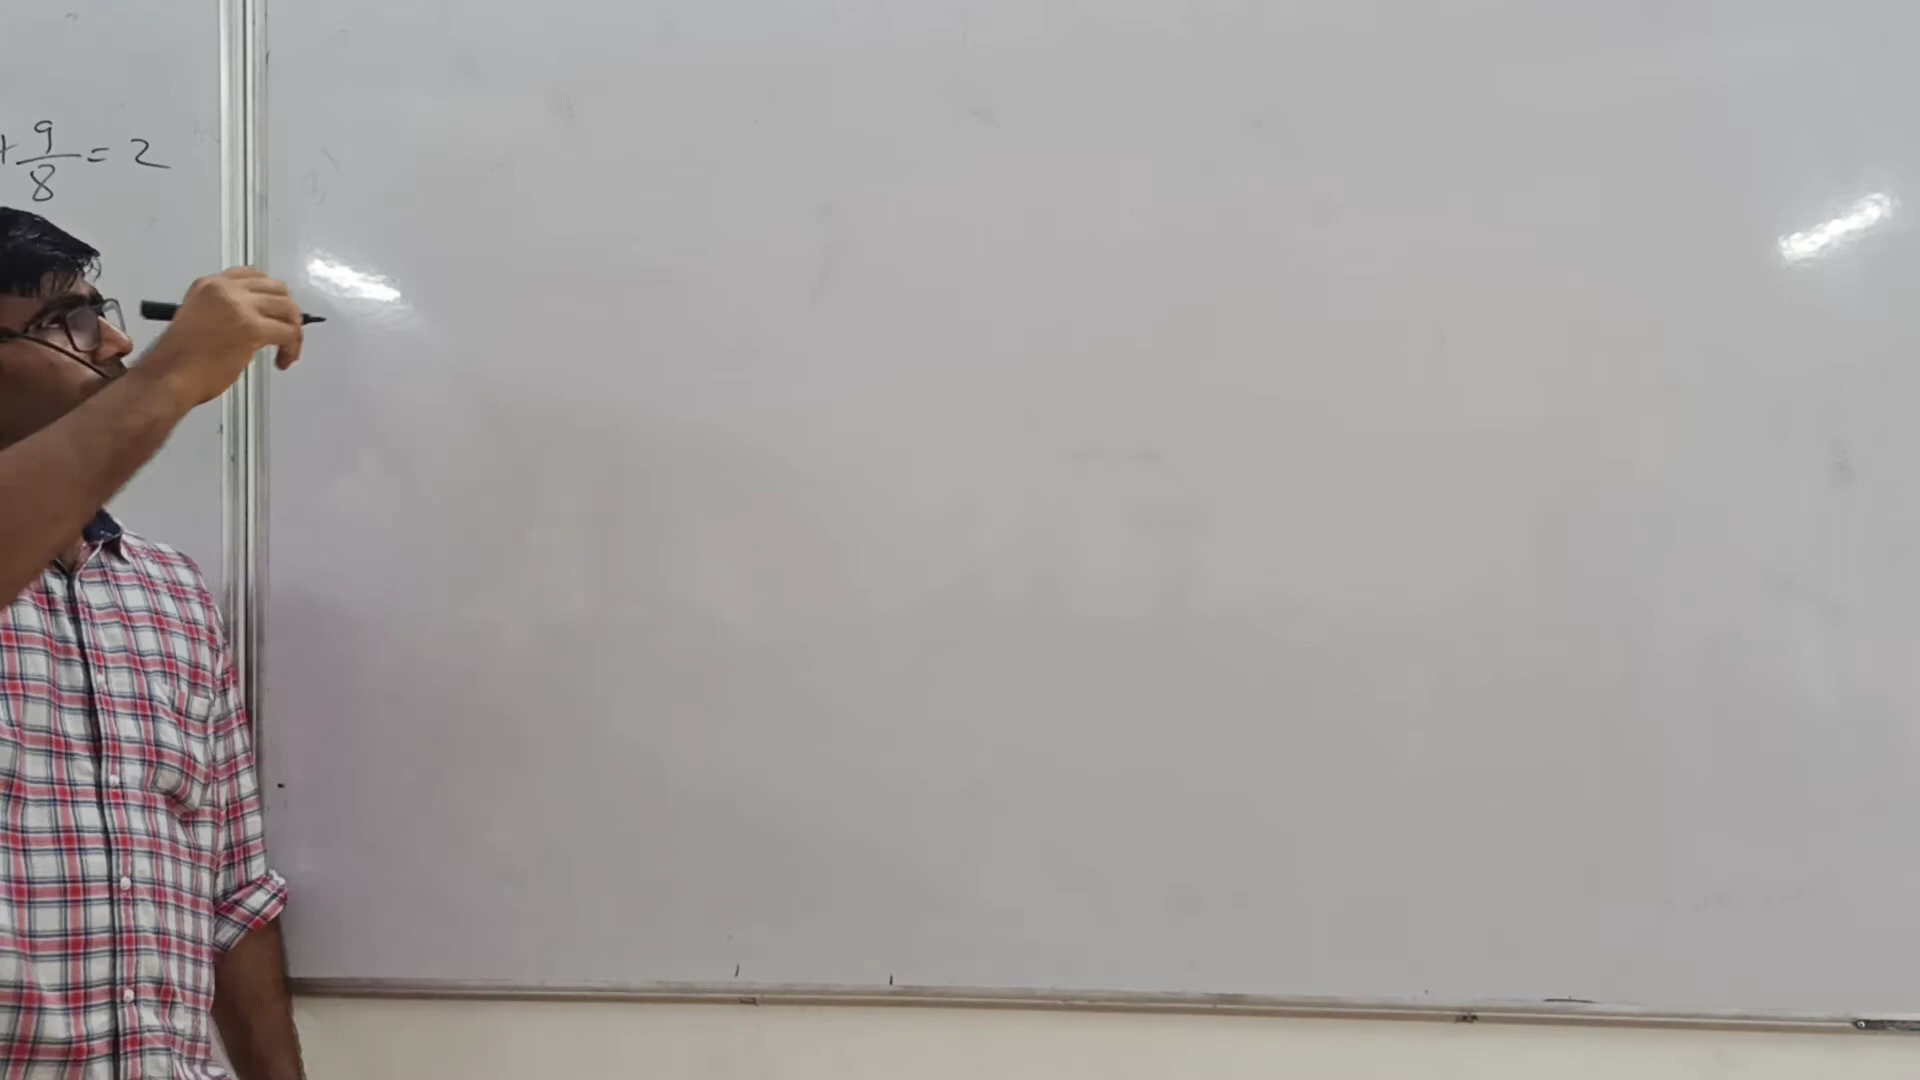 + 9/8 = 2